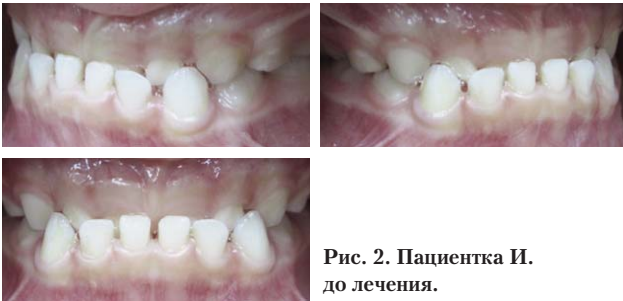 Рис. 2. Пациентка И.
до лечения.